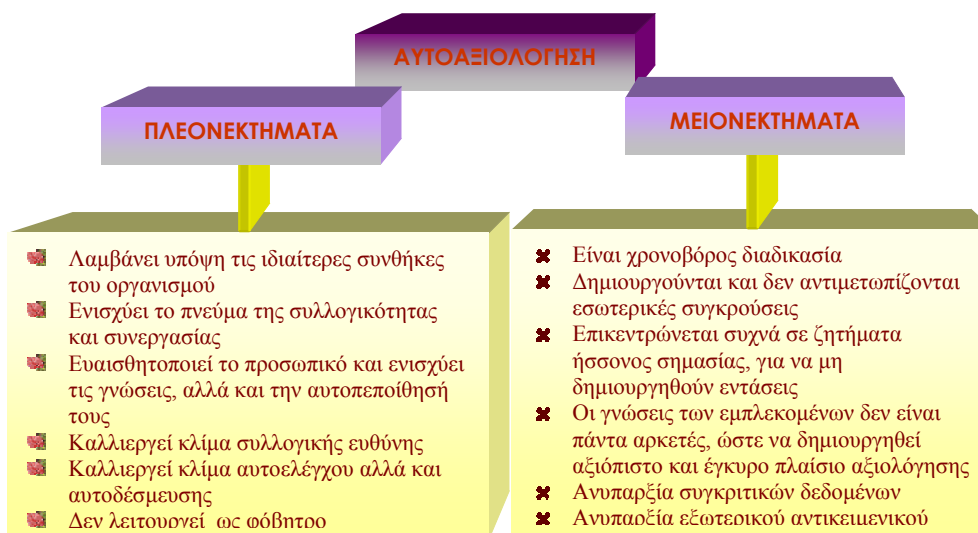 ΑΥΤΟΑΞΙΟΛΟΓΗΣΗ
ΠΛΕΟΝΕΚΤΗΜΑΤΑ
Λαμβάνει υπόψη τις ιδιαίτερες συνθήκες
του οργανισμού
Ενισχύει το πνεύμα της συλλογικότητας
και συνεργασίας
Ευαισθητοποιεί το προσωπικό και ενισχύει
τις γνώσεις, αλλά και την αυτοπεποίθησή
τους
Καλλιεργεί κλίμα συλλογικής ευθύνης
Καλλιεργεί κλίμα αυτοελέγχου αλλά και
αυτοδέσμευσης
Δεν λειτουργεί ως φόβητρο
ΜΕΙΟΝΕΚΤΗΜΑΤΑ
Είναι χρονοβόρος διαδικασία
Δημιουργούνται και δεν αντιμετωπίζονται
εσωτερικές συγκρούσεις
Επικεντρώνεται συχνά σε ζητήματα
ήσσονος σημασίας, για να μη
δημιουργηθούν εντάσεις
Οι γνώσεις των εμπλεκομένων δεν είναι
πάντα αρκετές, ώστε να δημιουργηθεί
αξιόπιστο και έγκυρο πλαίσιο αξιολόγησης
Ανυπαρξία συγκριτικών δεδομένων
Ανυπαρξία εξωτερικού αντικειμενικού